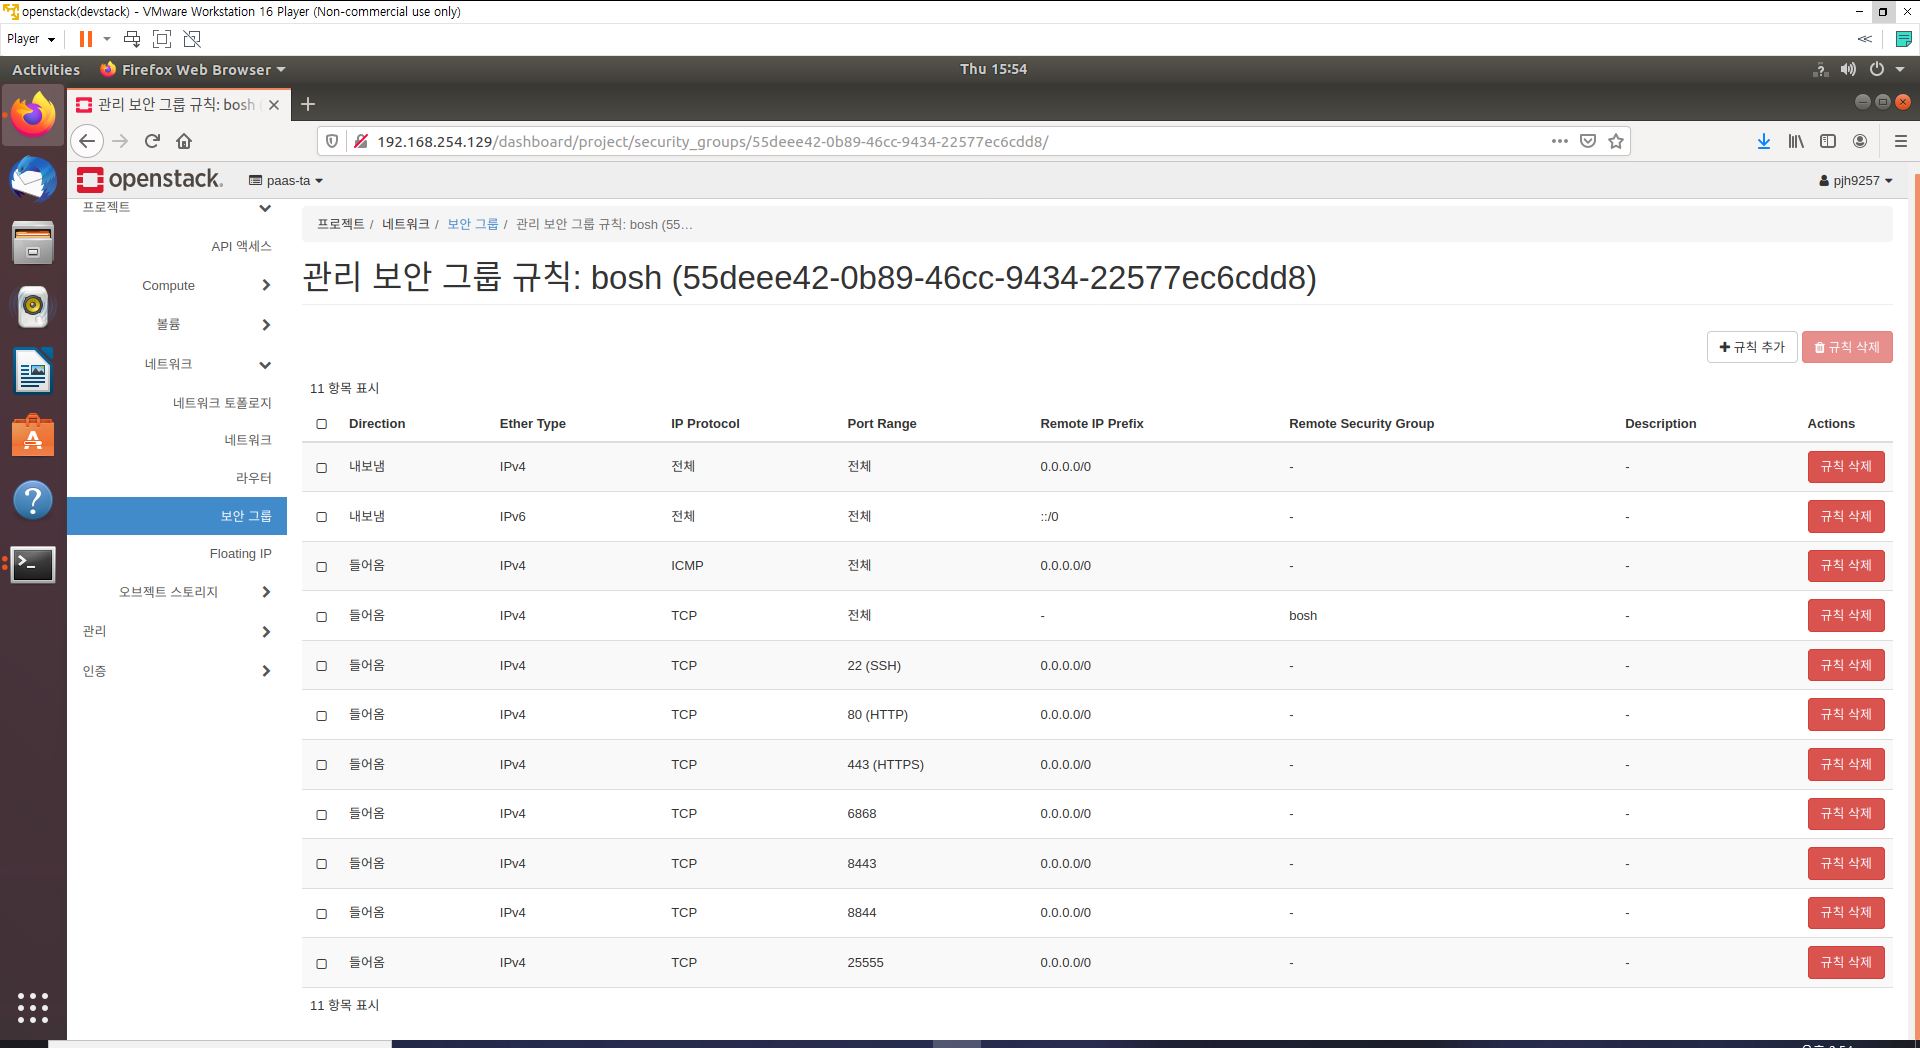 openstack(devstack) - VMware Workstation 16 Player (Non-commercial use only)
Player
Activities Firefox Web Browser Thu 15:54
관리 보안 그룹 규칙: bosh (
192.168.254.129/dashboard/project/security_groups/55deee42-0b89-46cc-9434-22577ec6cdd8/
openstack. paas-ta pjh9257
프로젝트
API 액세스
Compute
볼륨
네트워크
네트워크 토폴로지
네트워크
라우터
보안 그룹
Floating IP
오브젝트 스토리지
관리
인증
프로젝트 / 네트워크 / 보안 그룹 / 관리 보안 그룹 규칙: bosh (55...
관리 보안 그룹 규칙: bosh (55deee42-0b89-46cc-9434-22577ec6cdd8)
규칙 추가 규칙 삭제
11 항목 표시
Direction Ether Type IP Protocol Port Range Remote IP Prefix Remote Security Group Description Actions
내보냄 IPv4 전체 전체 0.0.0.0/0 - - 규칙 삭제
내보냄 IPv6 전체 전체 ::/0 - - 규칙 삭제
들어옴 IPv4 ICMP 전체 0.0.0.0/0 - - 규칙 삭제
들어옴 IPv4 TCP 전체 - bosh - 규칙 삭제
들어옴 IPv4 TCP 22 (SSH) 0.0.0.0/0 - - 규칙 삭제
들어옴 IPv4 TCP 80 (HTTP) 0.0.0.0/0 - - 규칙 삭제
들어옴 IPv4 TCP 443 (HTTPS) 0.0.0.0/0 - - 규칙 삭제
들어옴 IPv4 TCP 6868 0.0.0.0/0 - - 규칙 삭제
들어옴 IPv4 TCP 8443 0.0.0.0/0 - - 규칙 삭제
들어옴 IPv4 TCP 8844 0.0.0.0/0 - - 규칙 삭제
들어옴 IPv4 TCP 25555 0.0.0.0/0 - - 규칙 삭제
11 항목 표시